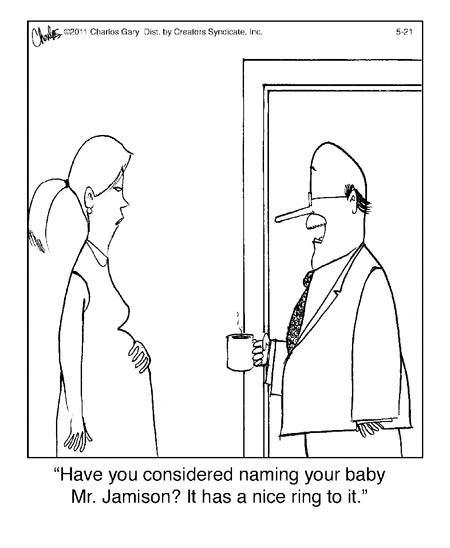 ©2011 Charlos Gary Dist. by Creators Syndicate, Inc. 5-21
“Have you considered naming your baby
Mr. Jamison? It has a nice ring to it.”